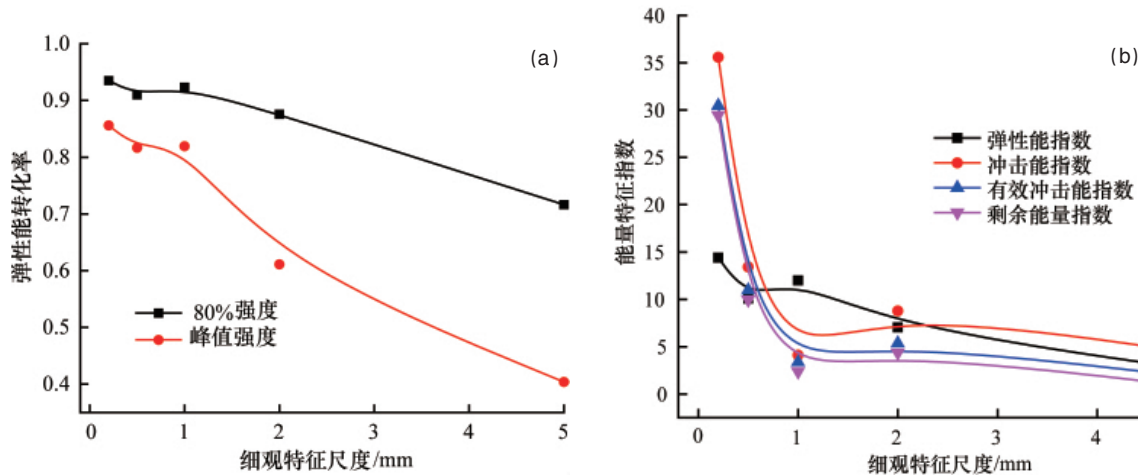 (a)
弹性能转化率
1.0
0.9
0.8
0.7
0.6
0.5
0.4
80%强度
峰值强度
0 1 2 3 4 5
细观特征尺度/mm
(b)
能量特征指数
40
35
30
25
20
15
10
5
0
弹性能指数
冲击能指数
有效冲击能指数
剩余能量指数
0 1 2 3 4
细观特征尺度/mm